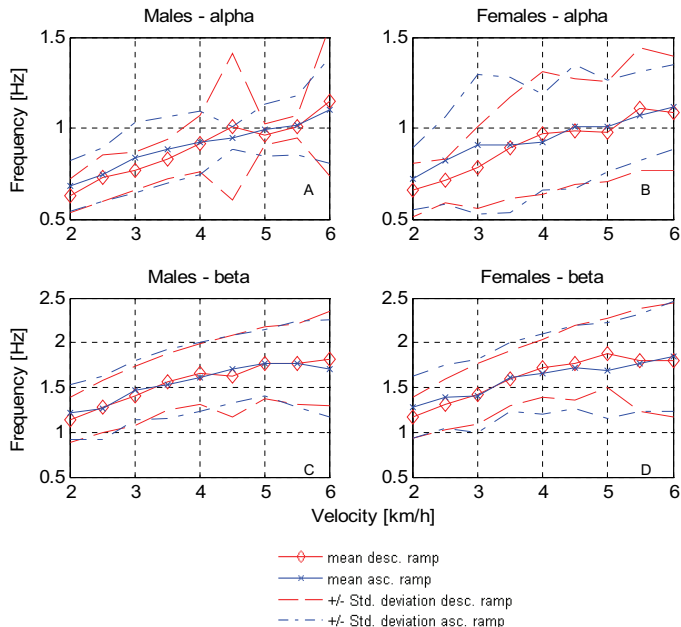 Males - alpha
Females - alpha
Frequency [Hz]
1.5
1
0.5
2 3 4 5 6
A
1.5
1
0.5
2 3 4 5 6
B
Males - beta
Females - beta
Frequency [Hz]
2.5
2
1.5
1
0.5
2 3 4 5 6
C
2.5
2
1.5
1
0.5
2 3 4 5 6
D
Velocity [km/h]
mean desc. ramp
mean asc. ramp
+/- Std. deviation desc. ramp
+/- Std. deviation asc. ramp